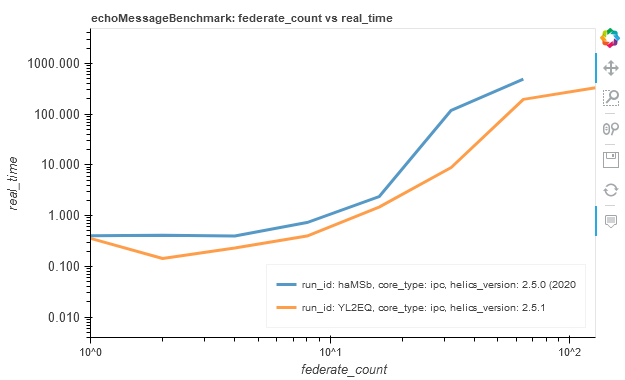 echoMessageBenchmark: federate_count vs real_time
real_time
1000.000
100.000
10.000
1.000
0.100
0.010
10^0
10^1
10^2
federate_count
run_id: haMSb, core_type: ipc, helics_version: 2.5.0 (2020
run_id: YL2EQ, core_type: ipc, helics_version: 2.5.1